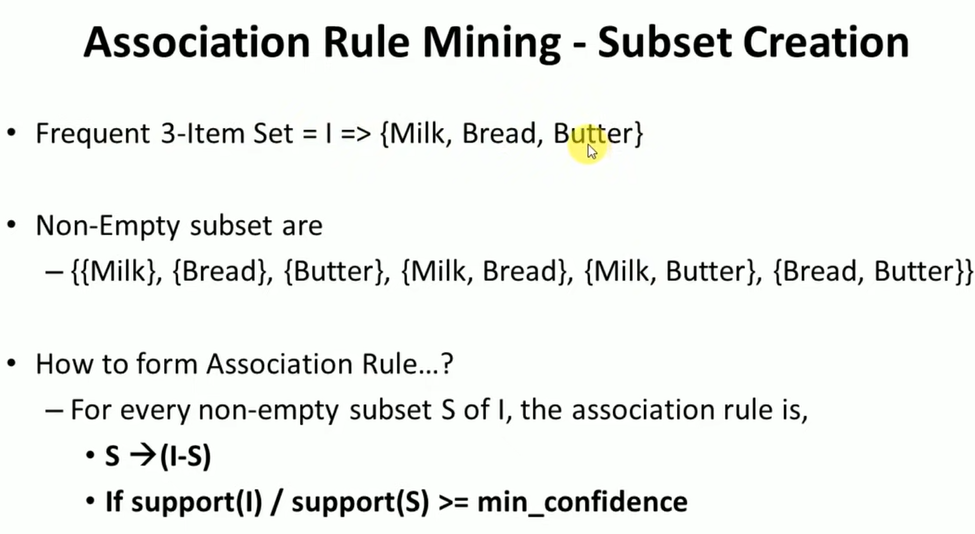 Association Rule Mining - Subset Creation
• Frequent 3-Item Set = I => {Milk, Bread, Butter}
• Non-Empty subset are
– {{Milk}, {Bread}, {Butter}, {Milk, Bread}, {Milk, Butter}, {Bread, Butter}}
• How to form Association Rule...?
– For every non-empty subset S of I, the association rule is,
• S →(I-S)
• If support(I) / support(S) >= min_confidence